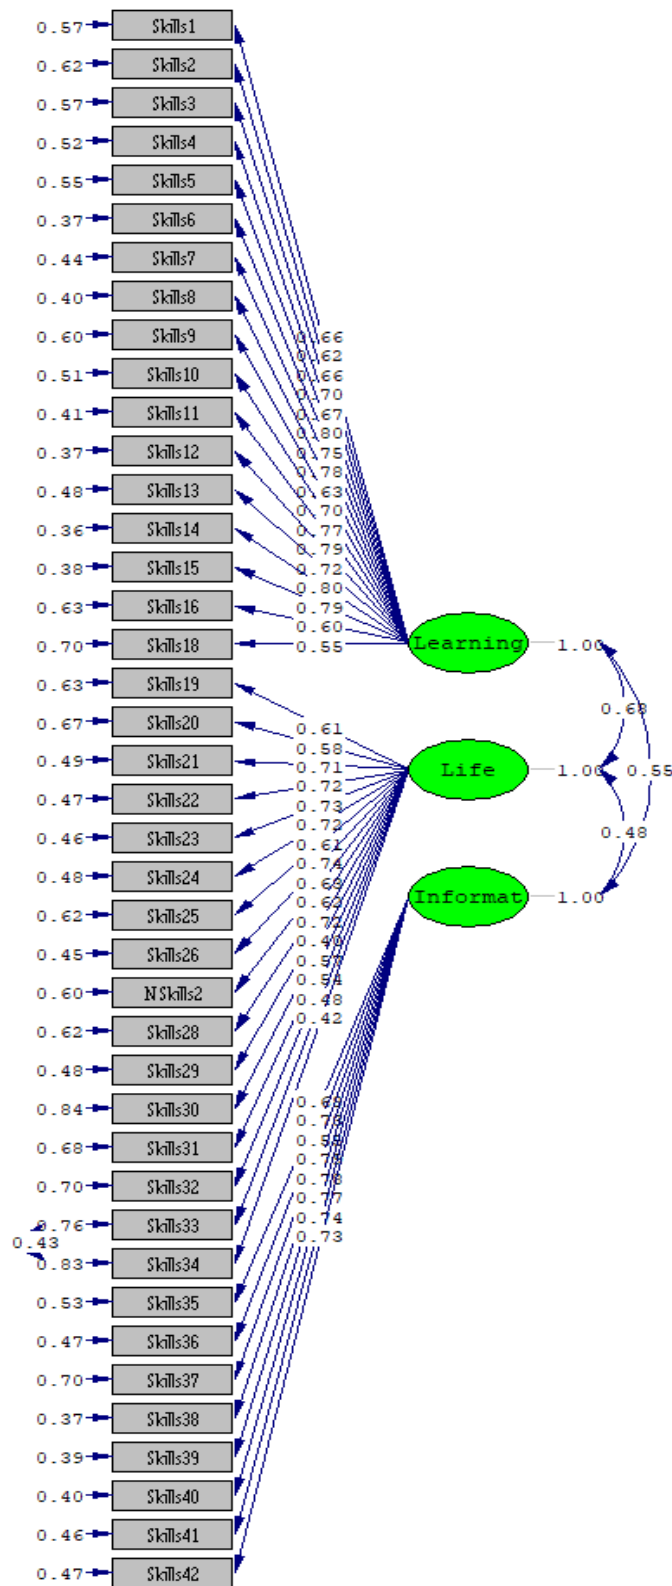 0.57 Skills1
0.62 Skills2
0.57 Skills3
0.52 Skills4
0.55 Skills5
0.37 Skills6
0.44 Skills7
0.40 Skills8
0.60 Skills9
0.51 Skills10
0.41 Skills11
0.37 Skills12
0.48 Skills13
0.36 Skills14
0.38 Skills15
0.63 Skills16
0.70 Skills18
0.63 Skills19
0.67 Skills20
0.49 Skills21
0.47 Skills22
0.46 Skills23
0.48 Skills24
0.62 Skills25
0.45 Skills26
0.60 NSkills2
0.62 Skills28
0.48 Skills29
0.84 Skills30
0.68 Skills31
0.70 Skills32
0.76 Skills33
0.43
0.83 Skills34
0.53 Skills35
0.47 Skills36
0.70 Skills37
0.37 Skills38
0.39 Skills39
0.40 Skills40
0.46 Skills41
0.47 Skills42
0.66
0.62
0.66
0.70
0.67
0.80
0.75
0.78
0.63
0.70
0.77
0.79
0.72
0.80
0.79
0.60
0.55
0.61
0.58
0.71
0.72
0.73
0.72
0.61
0.74
0.72
0.40
0.57
0.54
0.48
0.42
0.73
0.77
0.74
0.73
Learning 1.00
Life 1.00
Informat 1.00
0.68
0.55
0.48